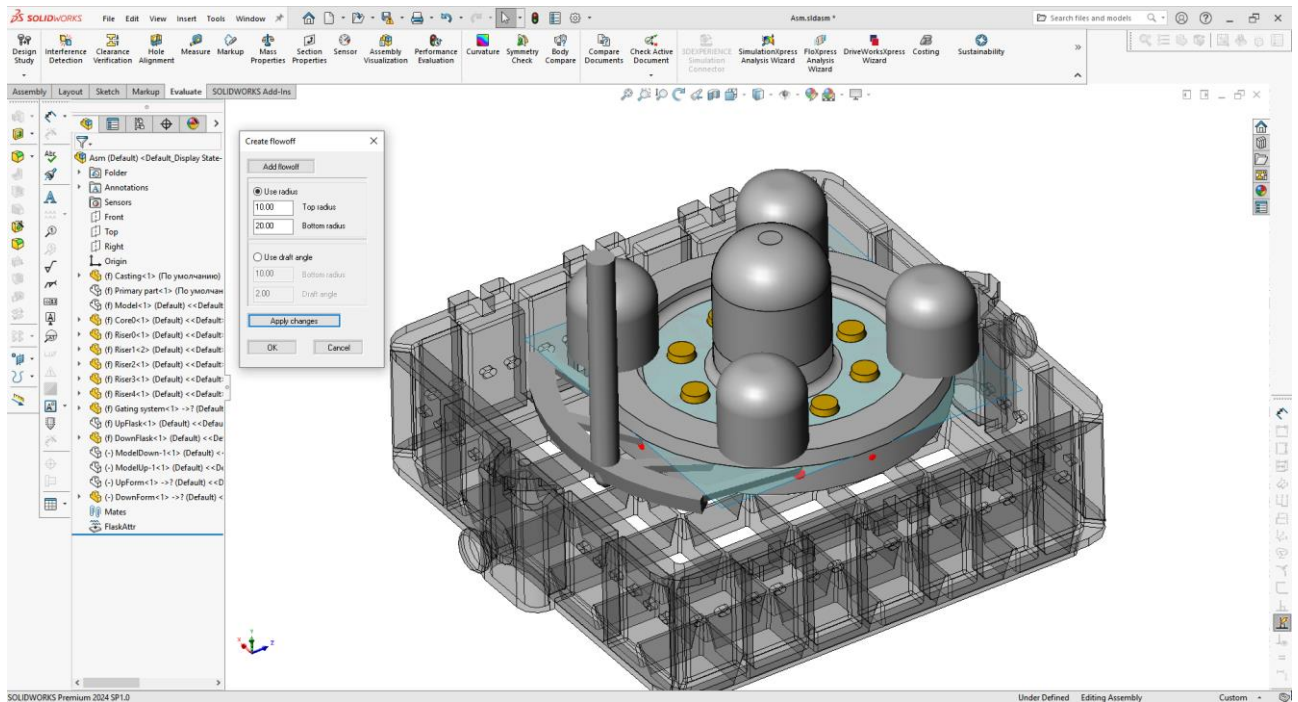 SOLIDWORKS File Edit View Insert Tools Window Asm.sldasm * Search files and models
Design Study
Interference Detection
Clearance Verification
Hole Alignment
Measure
Markup
Mass Properties
Section Properties
Sensor
Assembly Visualization
Performance Evaluation
Curvature
Symmetry Check
Body Compare
Compare Documents
Check Active Document
3DEXPERIENCE Simulation Connector
SimulationXpress Analysis Wizard
FloXpress Analysis Wizard
DriveWorksXpress Wizard
Costing
Sustainability
Assembly Layout Sketch Markup Evaluate SOLIDWORKS Add-Ins
Asm (Default) <Default_Display State-
Folder
Annotations
Sensors
Front
Top
Right
Origin
(f) Casting<1> (По умолчанию)
(f) Primary part<1> (По умолчан
(f) Model<1> (Default) <<Default
(f) Core0<1> (Default) <<Default:
(f) Riser0<1> (Default) <<Default:
(f) Riser1<2> (Default) <<Default:
(f) Riser2<1> (Default) <<Default:
(f) Riser3<1> (Default) <<Default:
(f) Riser4<1> (Default) <<Default:
(f) Gating system<1> ->? (Default
(f) UpFlask<1> (Default) <<Defau
(f) DownFlask<1> (Default) <<De
(-) ModelDown-1<1> (Default) <-
(-) ModelUp-1<1> (Default) <<De
(-) UpForm<1> ->? (Default) <<D
(-) DownForm<1> ->? (Default) <
Mates
FlaskAttr
Create flowoff
Add flowoff
Use radius
10.00 Top radius
20.00 Bottom radius
Use draft angle
10.00 Bottom radius
2.00 Draft angle
Apply changes
OK Cancel
SOLIDWORKS Premium 2024 SP1.0 Under Defined Editing Assembly Custom